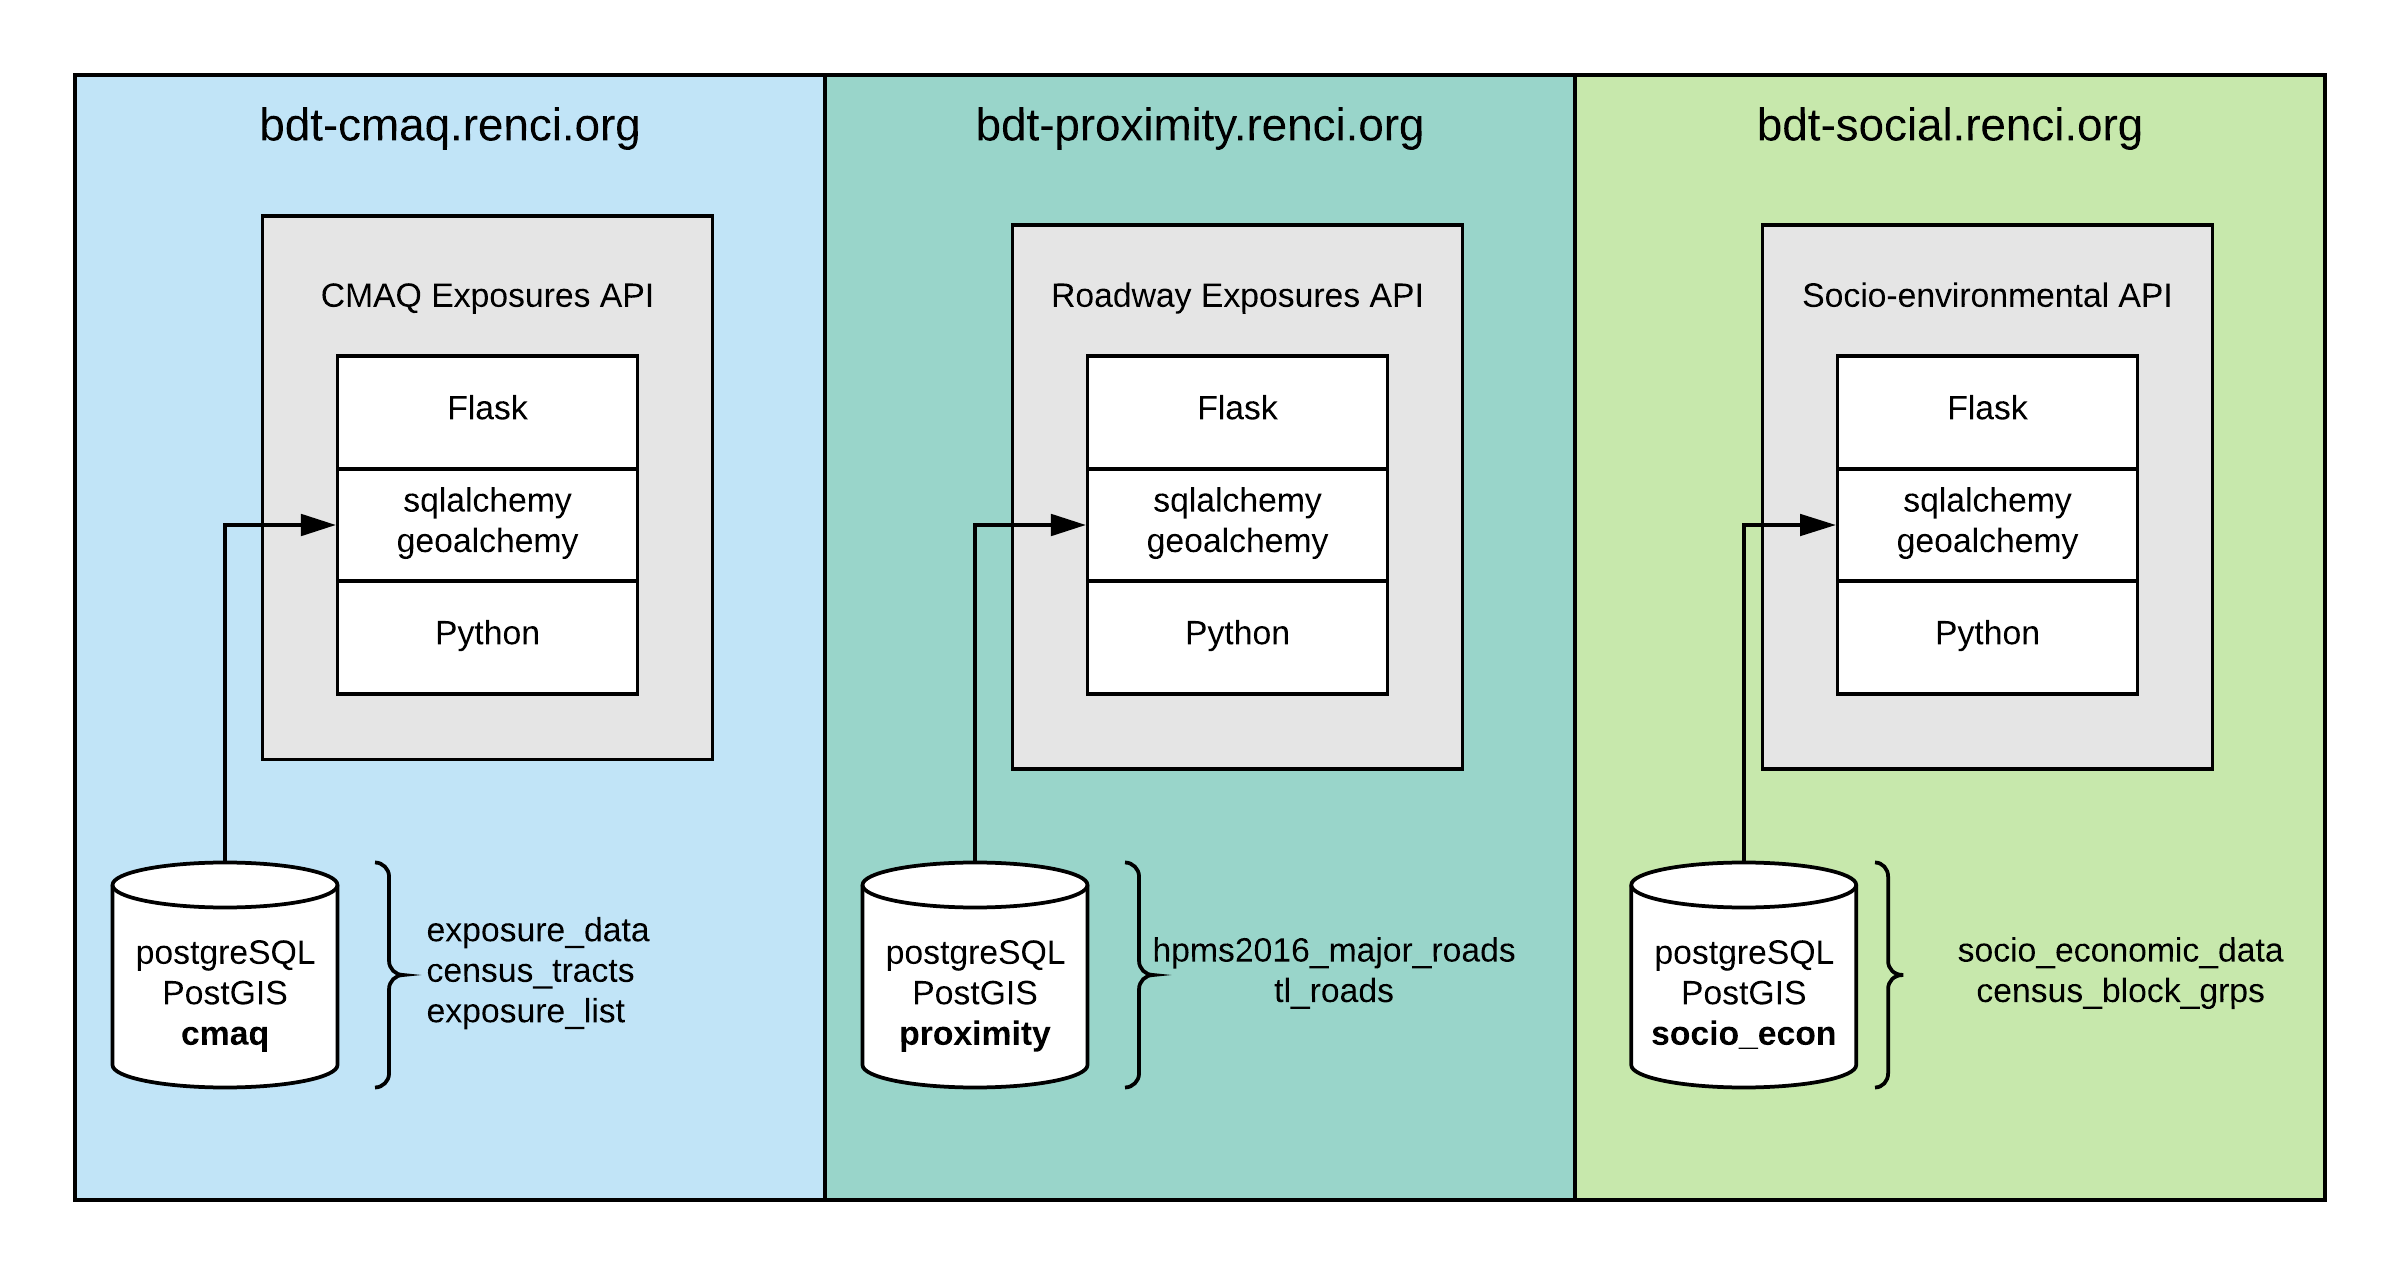 bdt-cmaq.renci.org
CMAQ Exposures API
Flask
sqlalchemy
geoalchemy
Python
postgreSQL
PostGIS
cmaq
exposure_data
census_tracts
exposure_list
bdt-proximity.renci.org
Roadway Exposures API
Flask
sqlalchemy
geoalchemy
Python
postgreSQL
PostGIS
proximity
hpms2016_major_roads
tl_roads
bdt-social.renci.org
Socio-environmental API
Flask
sqlalchemy
geoalchemy
Python
postgreSQL
PostGIS
socio_econ
socio_economic_data
census_block_grps